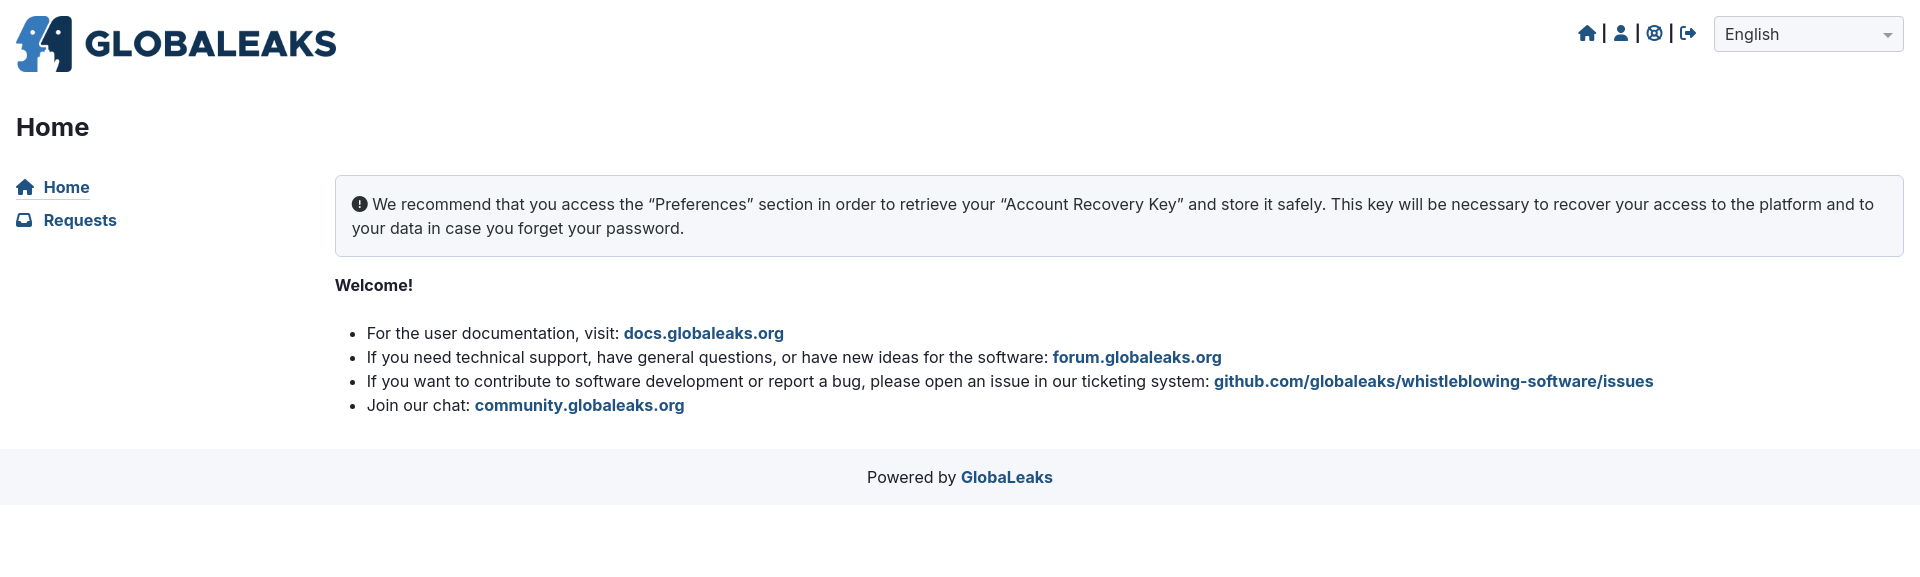 GLOBALEAKS
English
Home
Home
Requests
We recommend that you access the “Preferences” section in order to retrieve your “Account Recovery Key” and store it safely. This key will be necessary to recover your access to the platform and to
your data in case you forget your password.
Welcome!
For the user documentation, visit: docs.globaleaks.org
If you need technical support, have general questions, or have new ideas for the software: forum.globaleaks.org
If you want to contribute to software development or report a bug, please open an issue in our ticketing system: github.com/globaleaks/whistleblowing-software/issues
Join our chat: community.globaleaks.org
Powered by GlobaLeaks